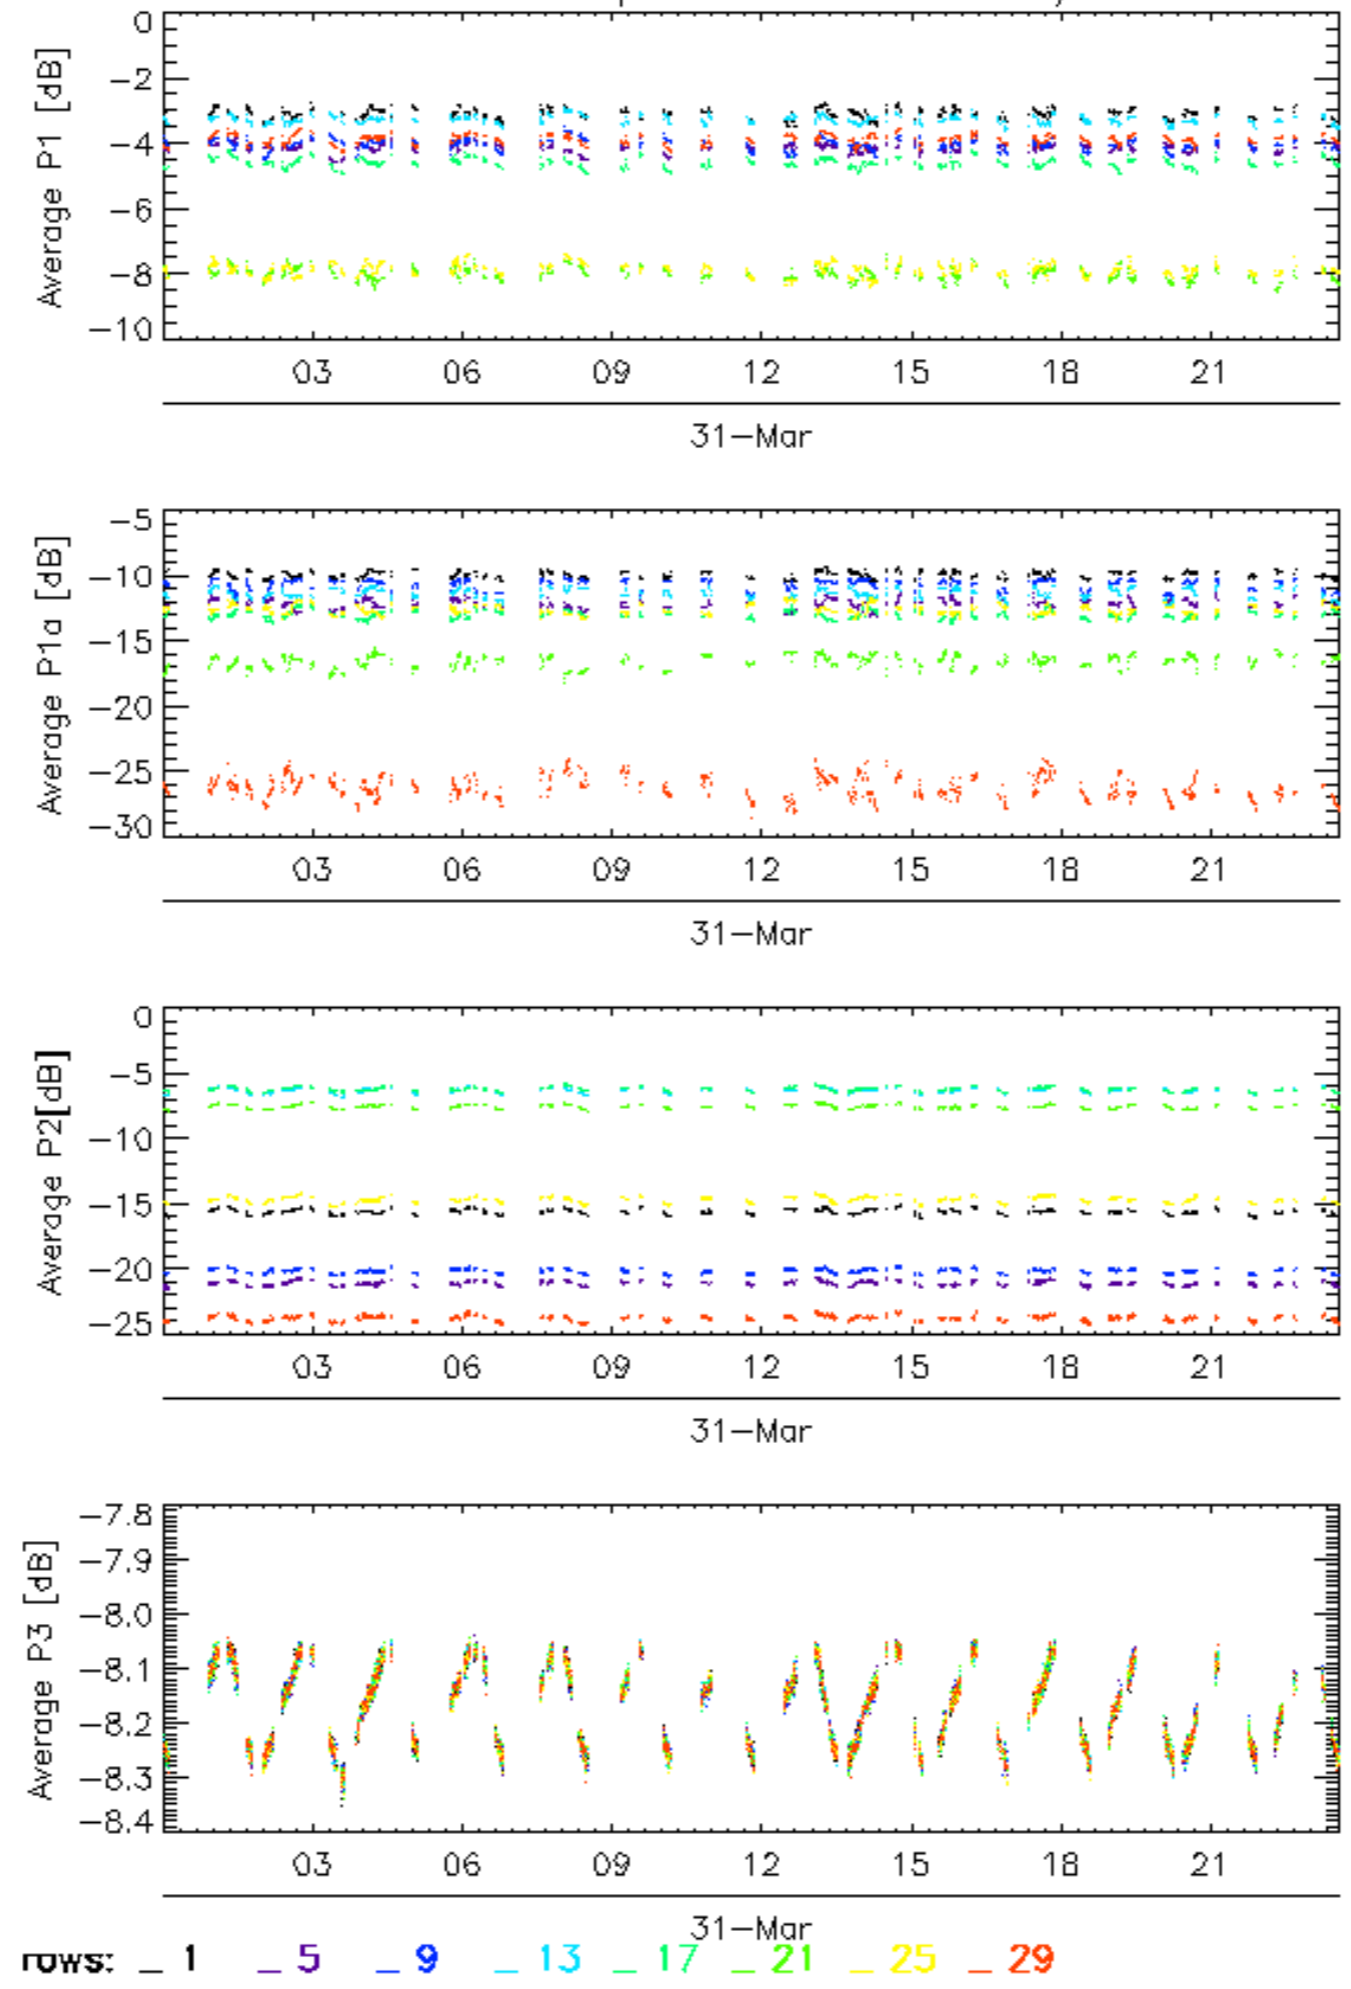 0
−2
−4
−6
−8
−10
Average P1 [dB]
03 06 09 12 15 18 21
31−Mar
−5
−10
−15
−20
−25
−30
Average P1a [dB]
03 06 09 12 15 18 21
31−Mar
0
−5
−10
−15
−20
−25
Average P2[dB]
03 06 09 12 15 18 21
31−Mar
−7.8
−7.9
−8.0
−8.1
−8.2
−8.3
−8.4
Average P3 [dB]
03 06 09 12 15 18 21
31−Mar
rows: _ 1 _ 5 _ 9 _ 13 _ 17 _ 21 _ 25 _ 29